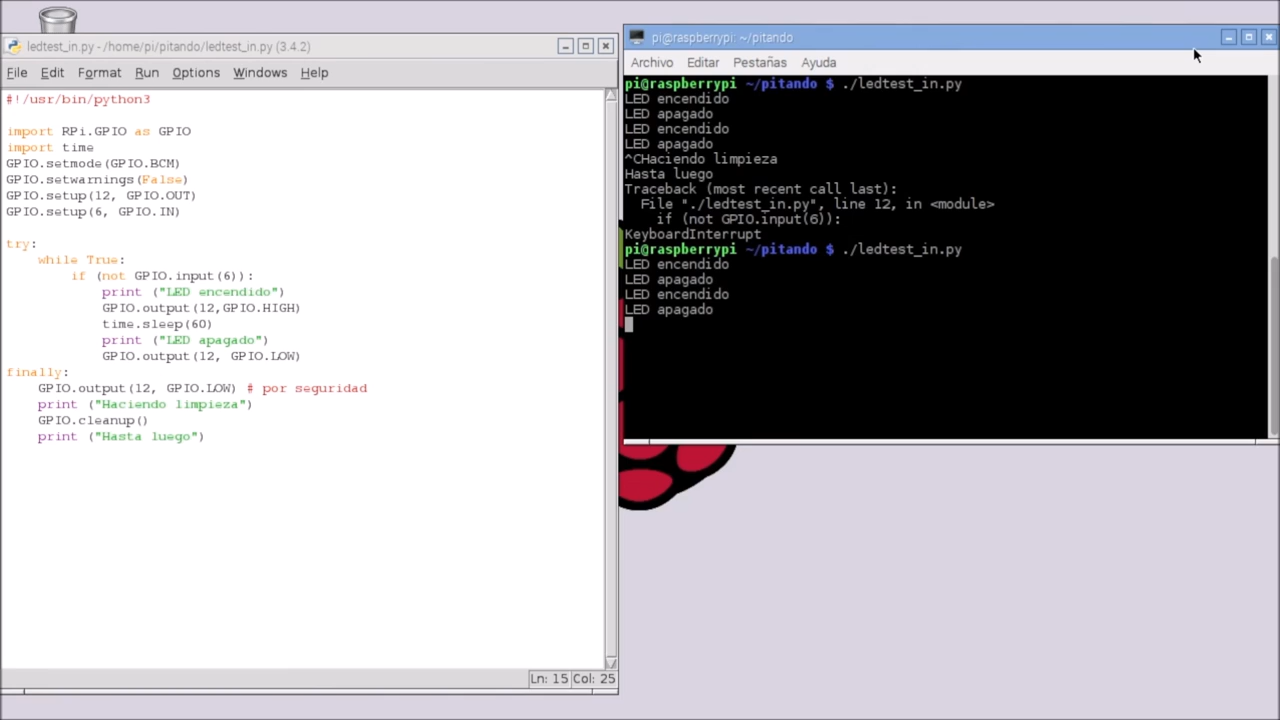 ledtest_in.py - /home/pi/pitando/ledtest_in.py (3.4.2)
File Edit Format Run Options Windows Help
#!/usr/bin/python3
import RPi.GPIO as GPIO
import time
GPIO.setmode(GPIO.BCM)
GPIO.setwarnings(False)
GPIO.setup(12, GPIO.OUT)
GPIO.setup(6, GPIO.IN)
try:
    while True:
        if (not GPIO.input(6)):
            print ("LED encendido")
            GPIO.output(12,GPIO.HIGH)
            time.sleep(60)
            print ("LED apagado")
            GPIO.output(12, GPIO.LOW)
finally:
    GPIO.output(12, GPIO.LOW) # por seguridad
    print ("Haciendo limpieza")
    GPIO.cleanup()
    print ("Hasta luego")
Ln: 15 Col: 25
pi@raspberrypi: ~/pitando
Archivo Editar Pestañas Ayuda
pi@raspberrypi ~/pitando $ ./ledtest_in.py
LED encendido
LED apagado
LED encendido
LED apagado
^CHaciendo limpieza
Hasta luego
Traceback (most recent call last):
  File "./ledtest_in.py", line 12, in <module>
    if (not GPIO.input(6)):
KeyboardInterrupt
pi@raspberrypi ~/pitando $ ./ledtest_in.py
LED encendido
LED apagado
LED encendido
LED apagado